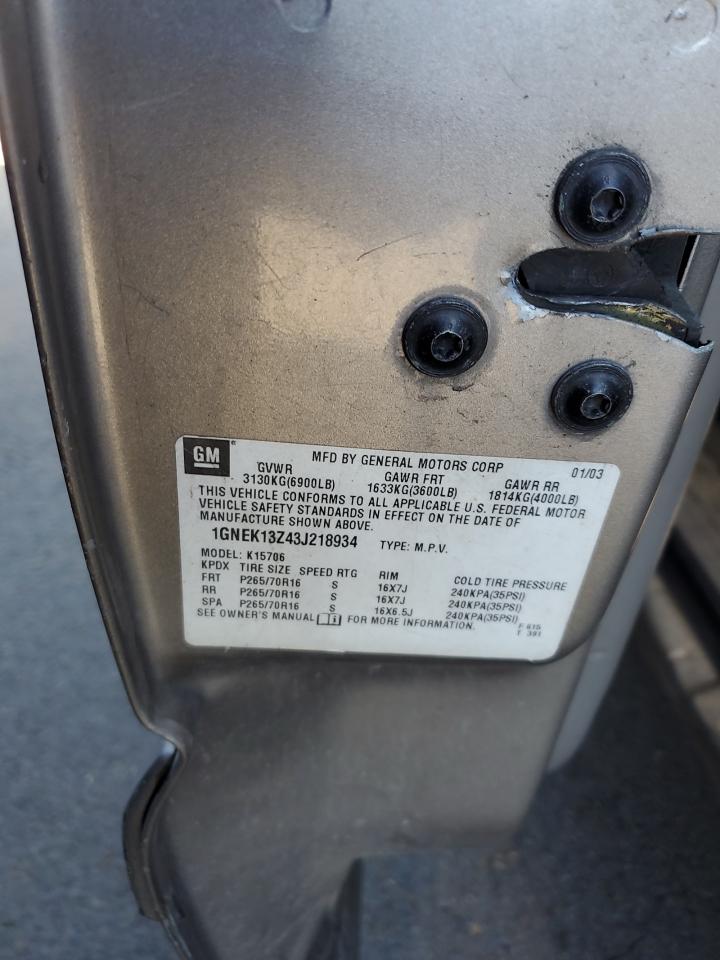 GM ®
MFD BY GENERAL MOTORS CORP 01/03
GVWR GAWR FRT GAWR RR
3130KG(6900LB) 1633KG(3600LB) 1814KG(4000LB)
THIS VEHICLE CONFORMS TO ALL APPLICABLE U.S. FEDERAL MOTOR
VEHICLE SAFETY STANDARDS IN EFFECT ON THE DATE OF
MANUFACTURE SHOWN ABOVE.
1GNEK13Z43J218934 TYPE: M.P.V.
MODEL: K15706
KPDX TIRE SIZE SPEED RTG RIM COLD TIRE PRESSURE
FRT P265/70R16 S 16X7J 240KPA(35PSI)
RR P265/70R16 S 16X7J 240KPA(35PSI)
SPA P265/70R16 S 16X6.5J 240KPA(35PSI)
SEE OWNER'S MANUAL FOR MORE INFORMATION. F 615
T 391